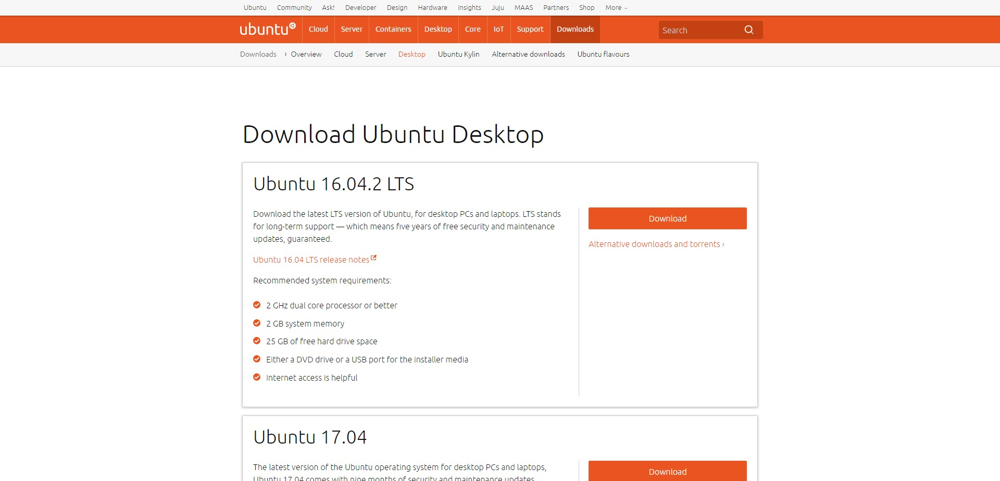 Ubuntu Community Ask! Developer Design Hardware Insights Juju MAAS Partners Shop More
ubuntu Cloud Server Containers Desktop Core IoT Support Downloads Search
Downloads › Overview Cloud Server Desktop Ubuntu Kylin Alternative downloads Ubuntu flavours
Download Ubuntu Desktop
Ubuntu 16.04.2 LTS
Download the latest LTS version of Ubuntu, for desktop PCs and laptops. LTS stands
for long-term support — which means five years of free security and maintenance
updates, guaranteed.
Ubuntu 16.04 LTS release notes
Recommended system requirements:
2 GHz dual core processor or better
2 GB system memory
25 GB of free hard drive space
Either a DVD drive or a USB port for the installer media
Internet access is helpful
Download
Alternative downloads and torrents ›
Ubuntu 17.04
The latest version of the Ubuntu operating system for desktop PCs and laptops,
Ubuntu 17.04 comes with nine months of security and maintenance updates
Download